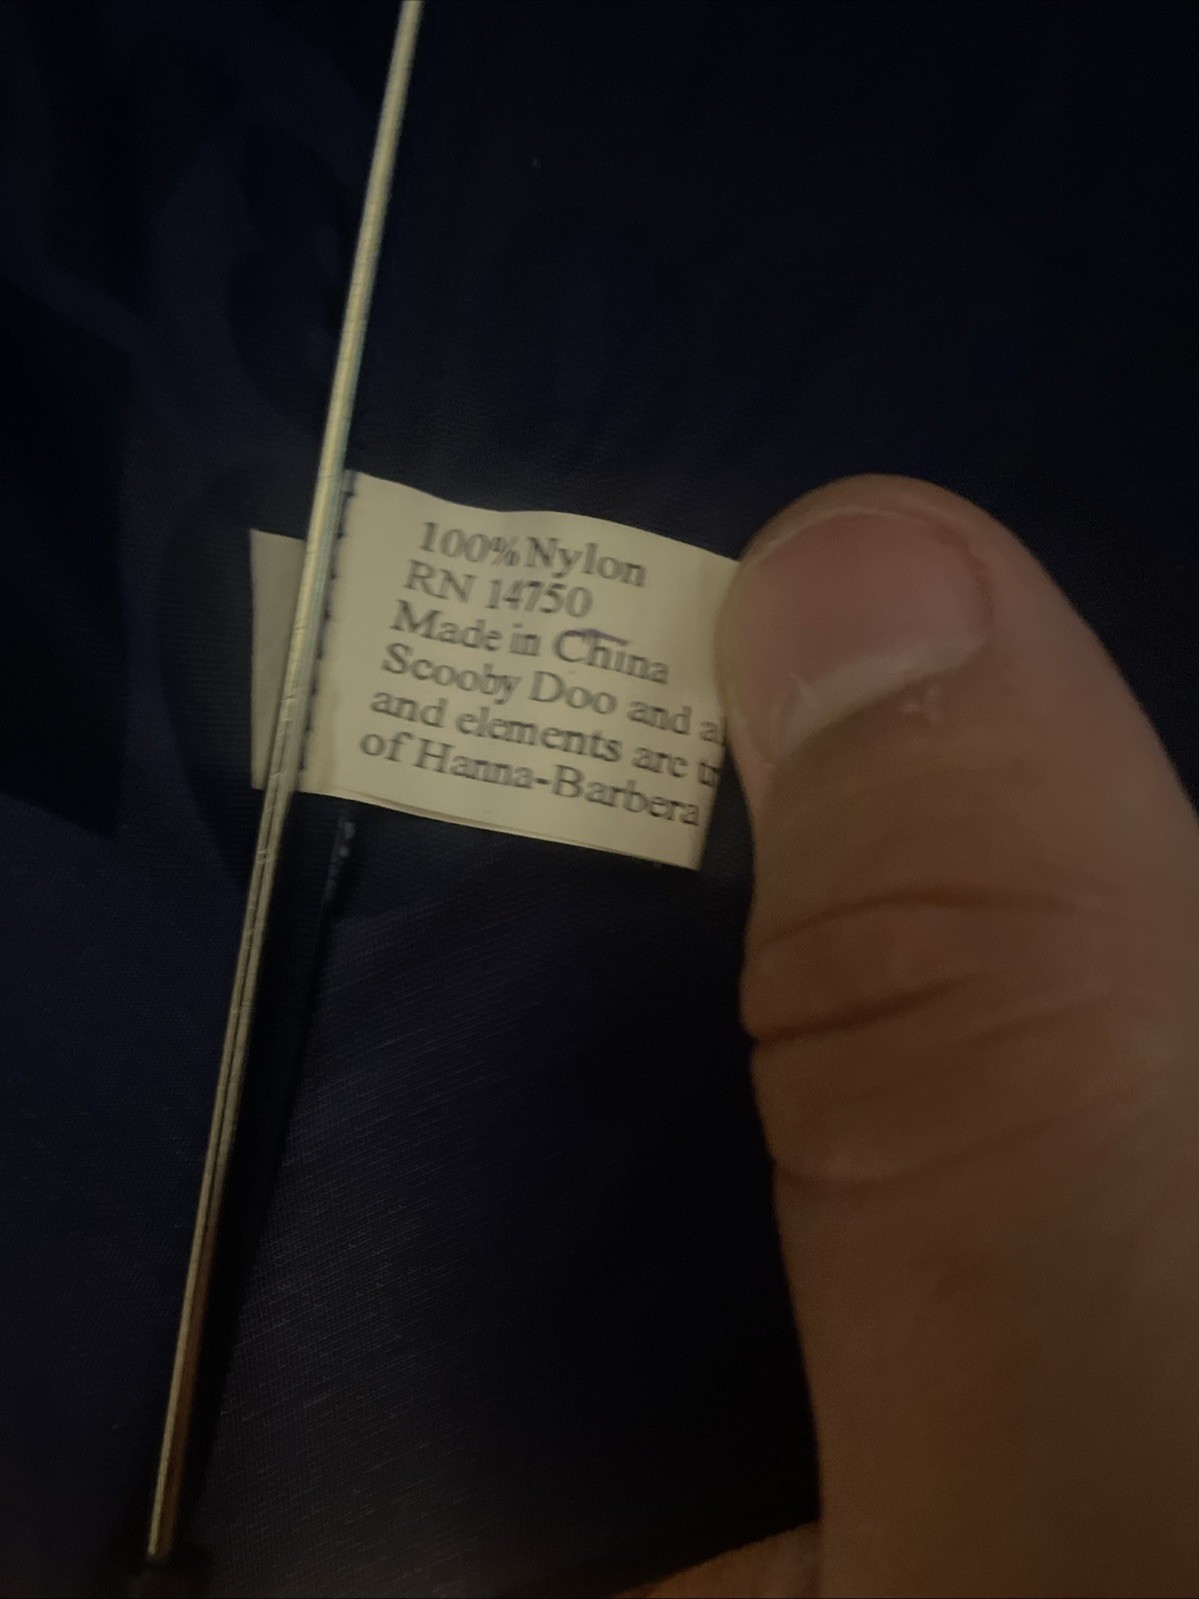 100% Nylon
RN 14750
Made in China
Scooby Doo and
and elements are
of Hanna-Barbera